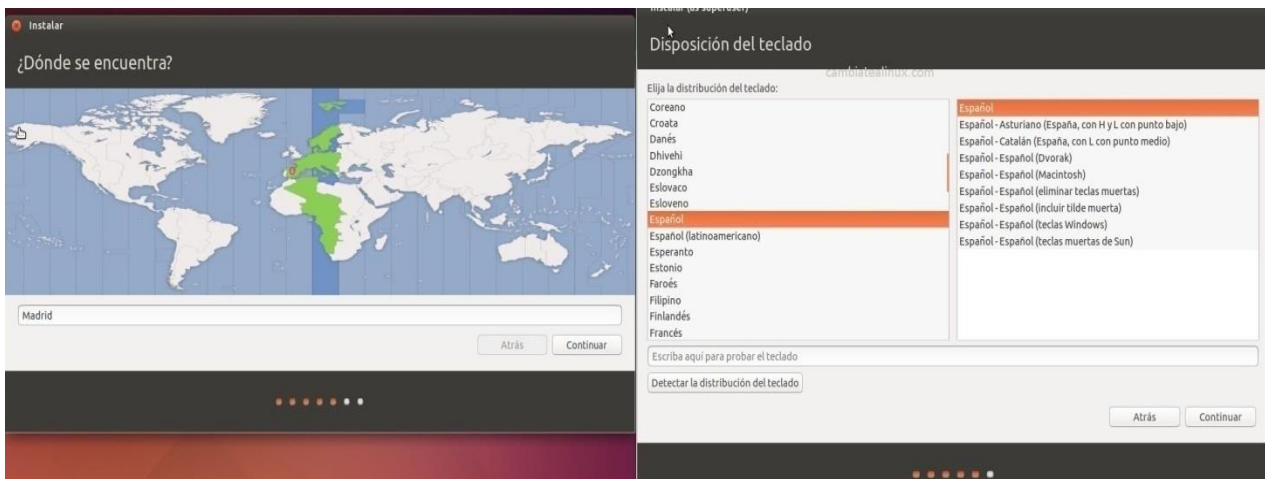 Instalar
¿Dónde se encuentra?
Madrid
Atrás
Continuar
Instalar (as superuser)
Disposición del teclado
cambiatealinux.com
Elija la distribución del teclado:
Coreano
Croata
Danés
Dhivehi
Dzongkha
Eslovaco
Esloveno
Español
Español (latinoamericano)
Esperanto
Estonio
Faroés
Filipino
Finlandés
Francés
Español
Español - Asturiano (España, con H y L con punto bajo)
Español - Catalán (España, con L con punto medio)
Español - Español (Dvorak)
Español - Español (Macintosh)
Español - Español (eliminar teclas muertas)
Español - Español (incluir tilde muerta)
Español - Español (teclas Windows)
Español - Español (teclas muertas de Sun)
Escriba aquí para probar el teclado
Detectar la distribución del teclado
Atrás
Continuar